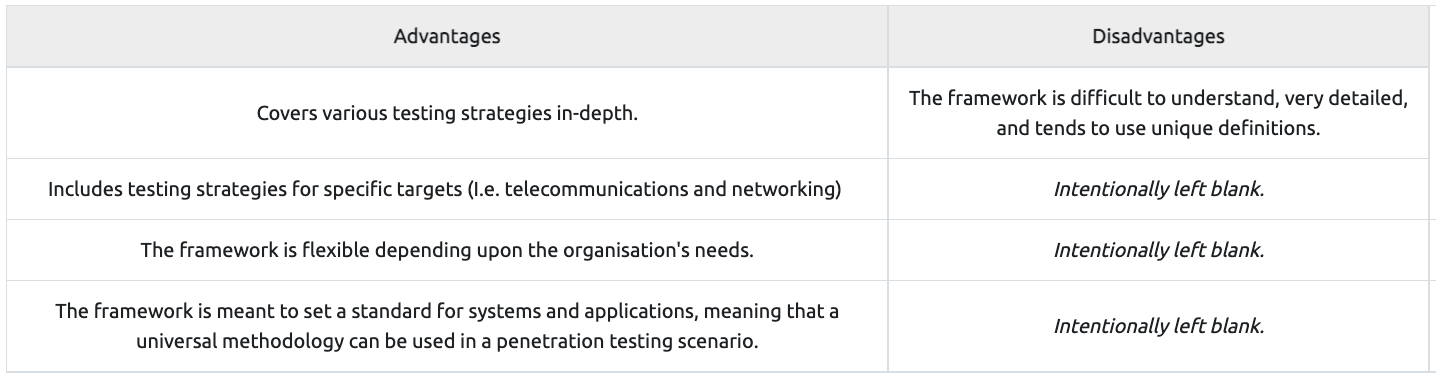 Advantages
Disadvantages
Covers various testing strategies in-depth.
The framework is difficult to understand, very detailed,
and tends to use unique definitions.
Includes testing strategies for specific targets (I.e. telecommunications and networking)
Intentionally left blank.
The framework is flexible depending upon the organisation's needs.
Intentionally left blank.
The framework is meant to set a standard for systems and applications, meaning that a
universal methodology can be used in a penetration testing scenario.
Intentionally left blank.